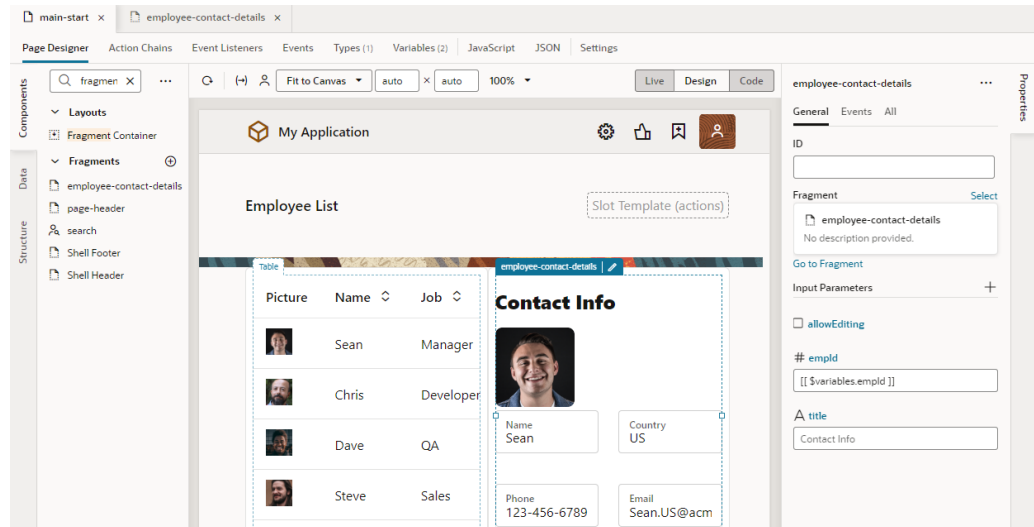 main-start ×
employee-contact-details ×
Page Designer Action Chains Event Listeners Events Types (1) Variables (2) JavaScript JSON Settings
Components
Data
Structure
fragmen ×
Layouts
Fragment Container
Fragments
employee-contact-details
page-header
search
Shell Footer
Shell Header
Fit to Canvas auto × auto 100% Live Design Code
My Application
Employee List
Slot Template (actions)
Table
Picture Name Job
Sean Manager
Chris Developer
Dave QA
Steve Sales
employee-contact-details
Contact Info
Name
Sean
Country
US
Phone
123-456-6789
Email
Sean.US@acm
employee-contact-details
General Events All
ID
Fragment Select
employee-contact-details
No description provided.
Go to Fragment
Input Parameters
allowEditing
# empId
[[ $variables.empId ]]
A title
Contact Info
Properties